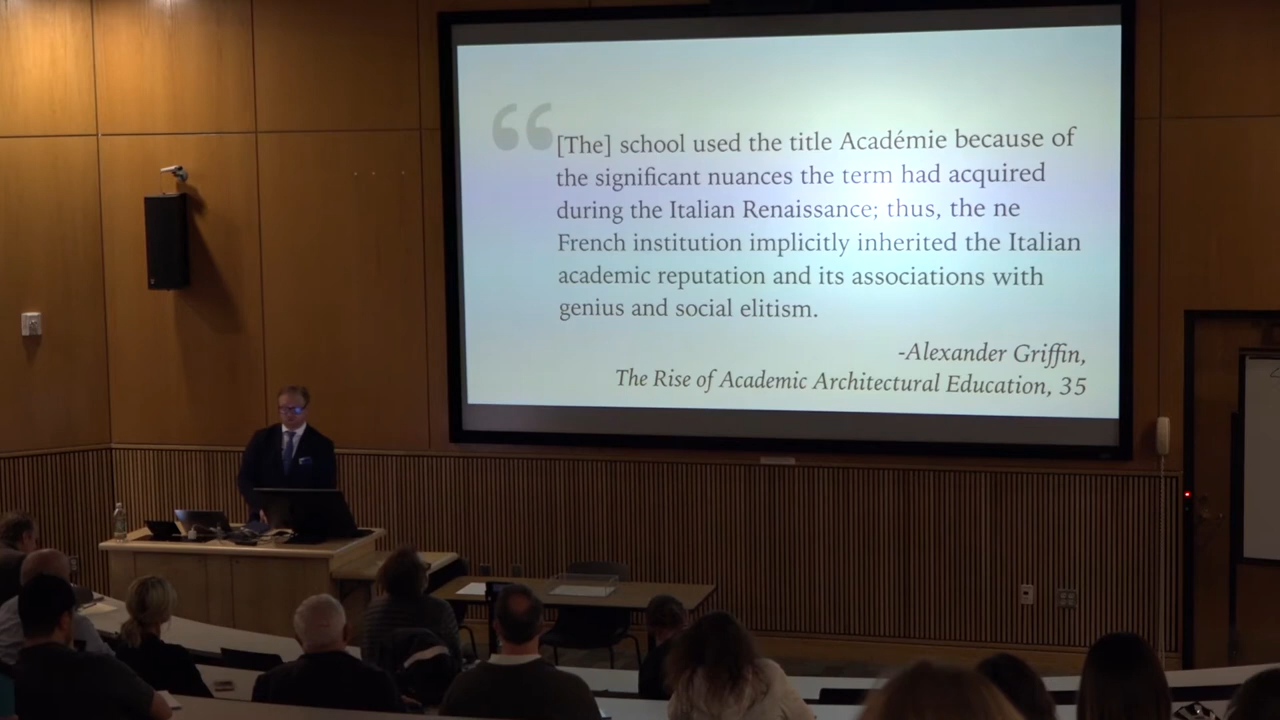 “[The] school used the title Académie because of
the significant nuances the term had acquired
during the Italian Renaissance; thus, the ne
French institution implicitly inherited the Italian
academic reputation and its associations with
genius and social elitism.
-Alexander Griffin,
The Rise of Academic Architectural Education, 35